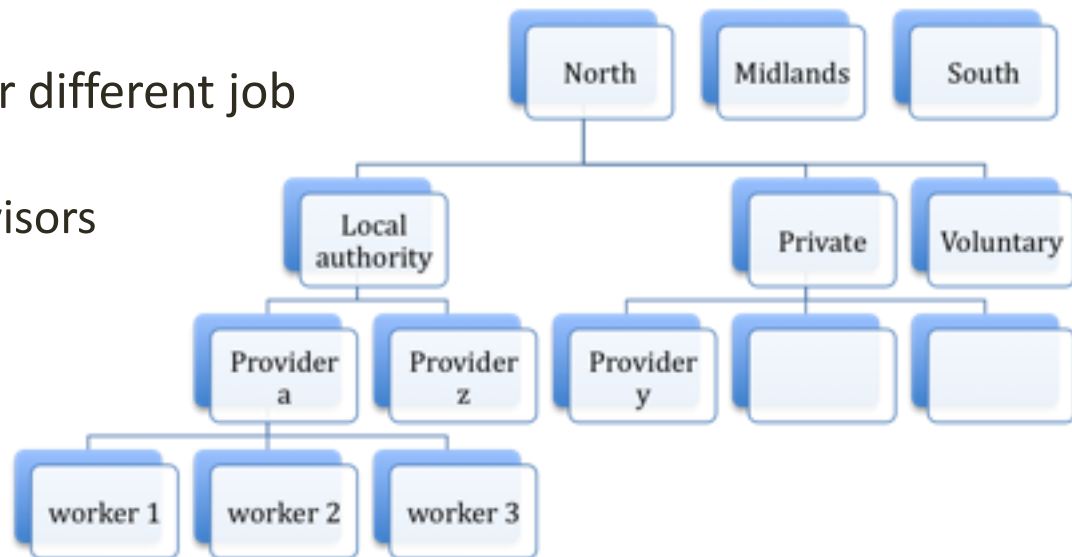 North
Midlands
South
r different job
visors
Local
authority
Private
Voluntary
Provider
a
Provider
z
Provider
y
worker 1
worker 2
worker 3